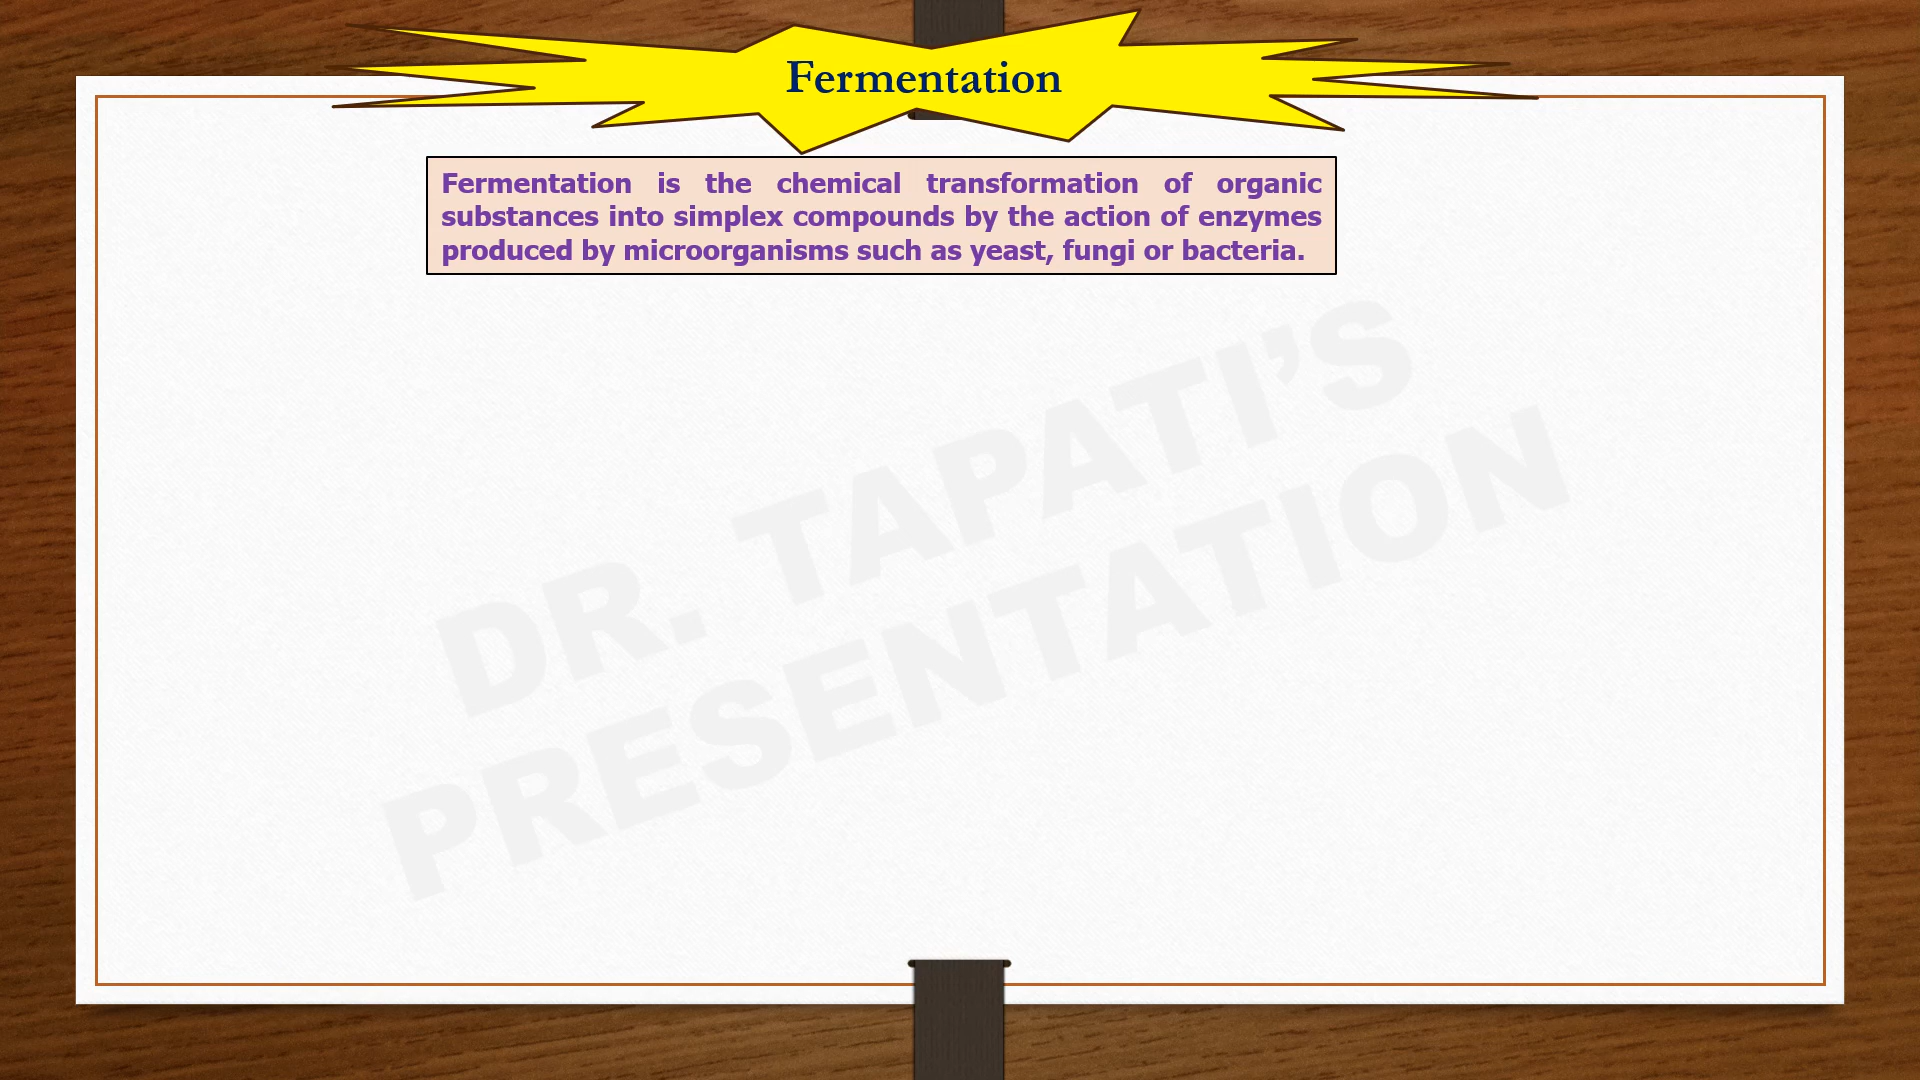 Fermentation
Fermentation is the chemical transformation of organic
substances into simplex compounds by the action of enzymes
produced by microorganisms such as yeast, fungi or bacteria.
DR. TAPATI’S
PRESENTATION